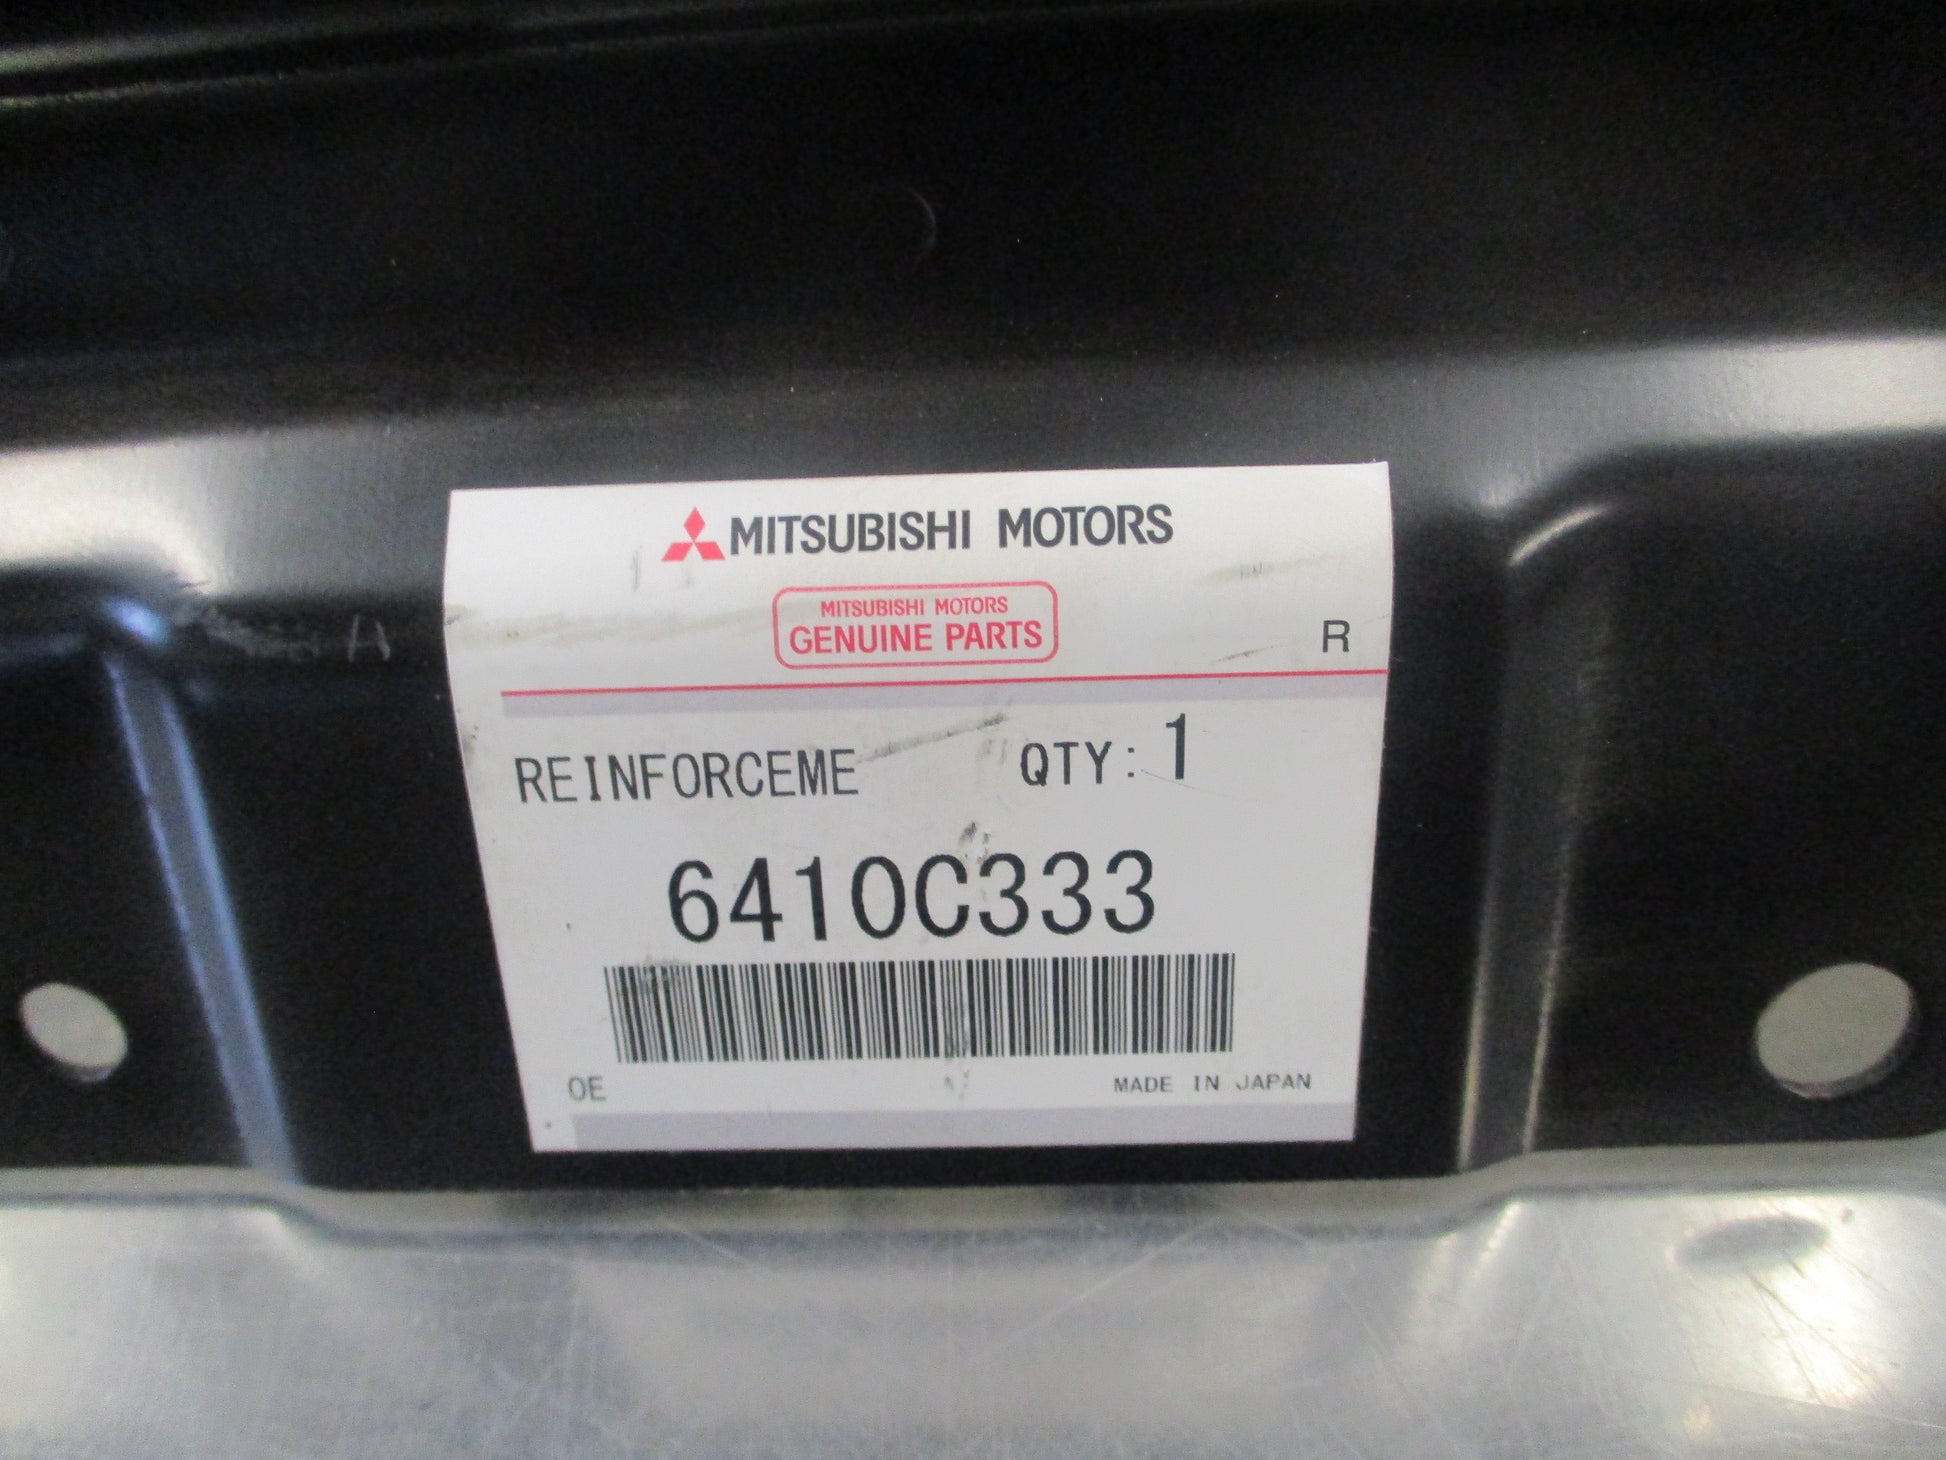 MITSUBISHI MOTORS
MITSUBISHI MOTORS
GENUINE PARTS
R
REINFORCEME QTY: 1
6410C333
OE MADE IN JAPAN
A